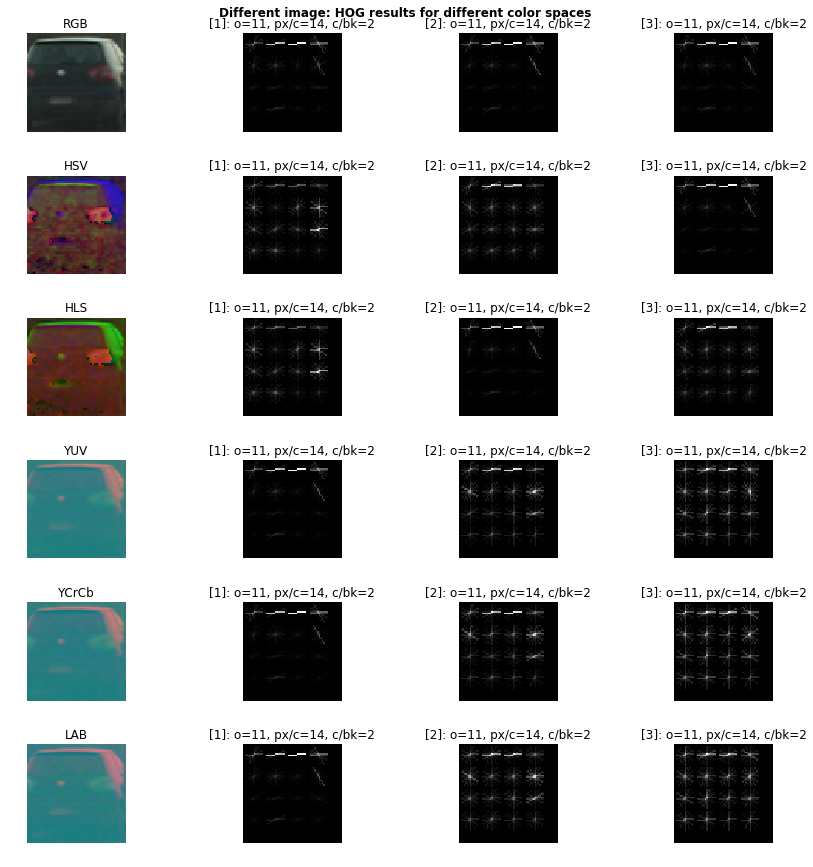 Different image: HOG results for different color spaces
RGB
[1]: o=11, px/c=14, c/bk=2
[2]: o=11, px/c=14, c/bk=2
[3]: o=11, px/c=14, c/bk=2
HSV
[1]: o=11, px/c=14, c/bk=2
[2]: o=11, px/c=14, c/bk=2
[3]: o=11, px/c=14, c/bk=2
HLS
[1]: o=11, px/c=14, c/bk=2
[2]: o=11, px/c=14, c/bk=2
[3]: o=11, px/c=14, c/bk=2
YUV
[1]: o=11, px/c=14, c/bk=2
[2]: o=11, px/c=14, c/bk=2
[3]: o=11, px/c=14, c/bk=2
YCrCb
[1]: o=11, px/c=14, c/bk=2
[2]: o=11, px/c=14, c/bk=2
[3]: o=11, px/c=14, c/bk=2
LAB
[1]: o=11, px/c=14, c/bk=2
[2]: o=11, px/c=14, c/bk=2
[3]: o=11, px/c=14, c/bk=2